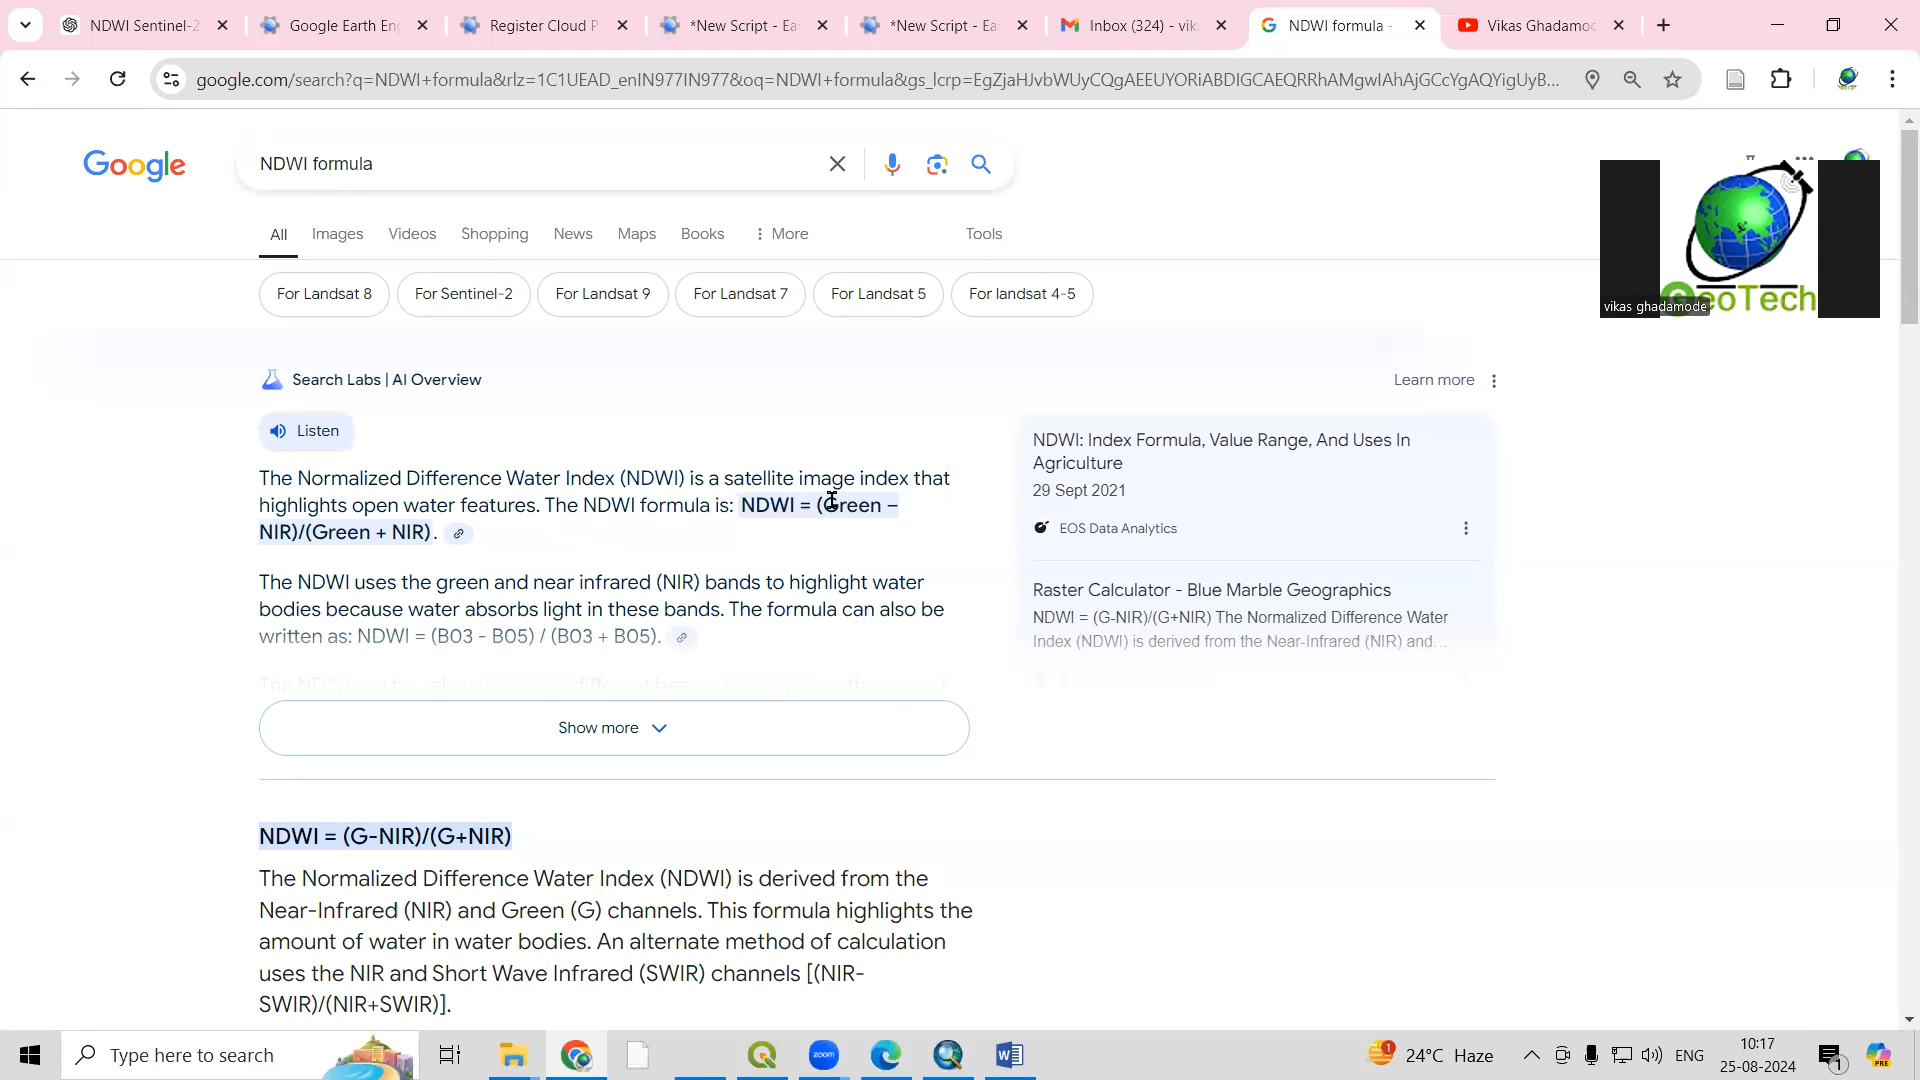 NDWI Sentinel-2
Google Earth Eng
Register Cloud P
*New Script - Ea
*New Script - Ea
Inbox (324) - vik
NDWI formula -
Vikas Ghadamoc
google.com/search?q=NDWI+formula&rlz=1C1UEAD_enIN977IN977&oq=NDWI+formula&gs_lcrp=EgZjaHJvbWUyCQgAEEUYORiABDIGCAEQRRhAMgwIAhAjGCcYgAQYigUyB...
Google
NDWI formula
All
Images
Videos
Shopping
News
Maps
Books
More
Tools
For Landsat 8
For Sentinel-2
For Landsat 9
For Landsat 7
For Landsat 5
For landsat 4-5
GeoTech
vikas ghadamode
Search Labs | AI Overview
Learn more
Listen
The Normalized Difference Water Index (NDWI) is a satellite image index that
highlights open water features. The NDWI formula is: NDWI = (Green –
NIR)/(Green + NIR).
The NDWI uses the green and near infrared (NIR) bands to highlight water
bodies because water absorbs light in these bands. The formula can also be
written as: NDWI = (B03 - B05) / (B03 + B05).
NDWI: Index Formula, Value Range, And Uses In
Agriculture
29 Sept 2021
EOS Data Analytics
Raster Calculator - Blue Marble Geographics
NDWI = (G-NIR)/(G+NIR) The Normalized Difference Water
Index (NDWI) is derived from the Near-Infrared (NIR) and...
Show more
NDWI = (G-NIR)/(G+NIR)
The Normalized Difference Water Index (NDWI) is derived from the
Near-Infrared (NIR) and Green (G) channels. This formula highlights the
amount of water in water bodies. An alternate method of calculation
uses the NIR and Short Wave Infrared (SWIR) channels [(NIR-
SWIR)/(NIR+SWIR)].
Type here to search
zoom
1
24°C Haze
ENG
10:17
25-08-2024
1
PRE